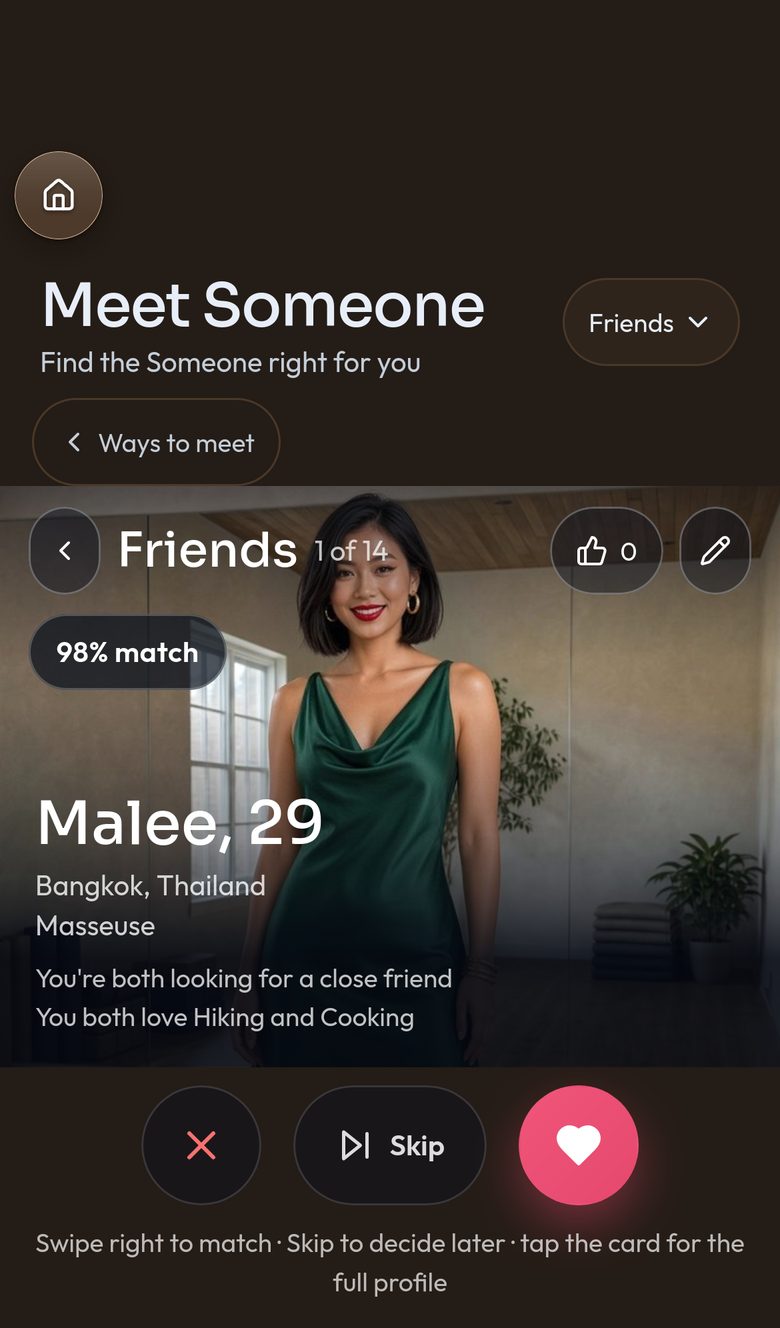 Meet Someone
Friends
Find the Someone right for you
Ways to meet
Friends 1 of 14
0
98% match
Malee, 29
Bangkok, Thailand
Masseuse
You're both looking for a close friend
You both love Hiking and Cooking
Skip
Swipe right to match · Skip to decide later · tap the card for the
full profile